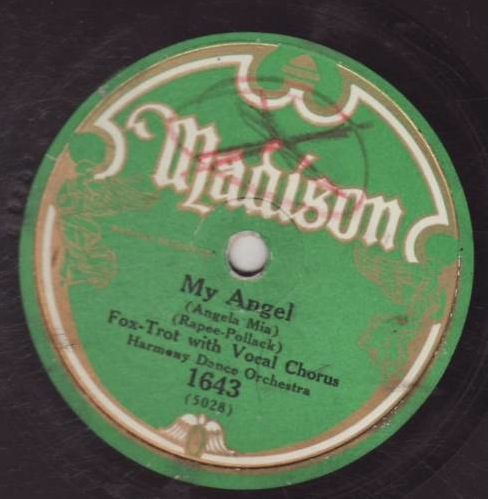 Madison
My Angel
(Angela Mia)
(Rapee-Pollack)
Fox-Trot with Vocal Chorus
Harmony Dance Orchestra
1643
(5028)